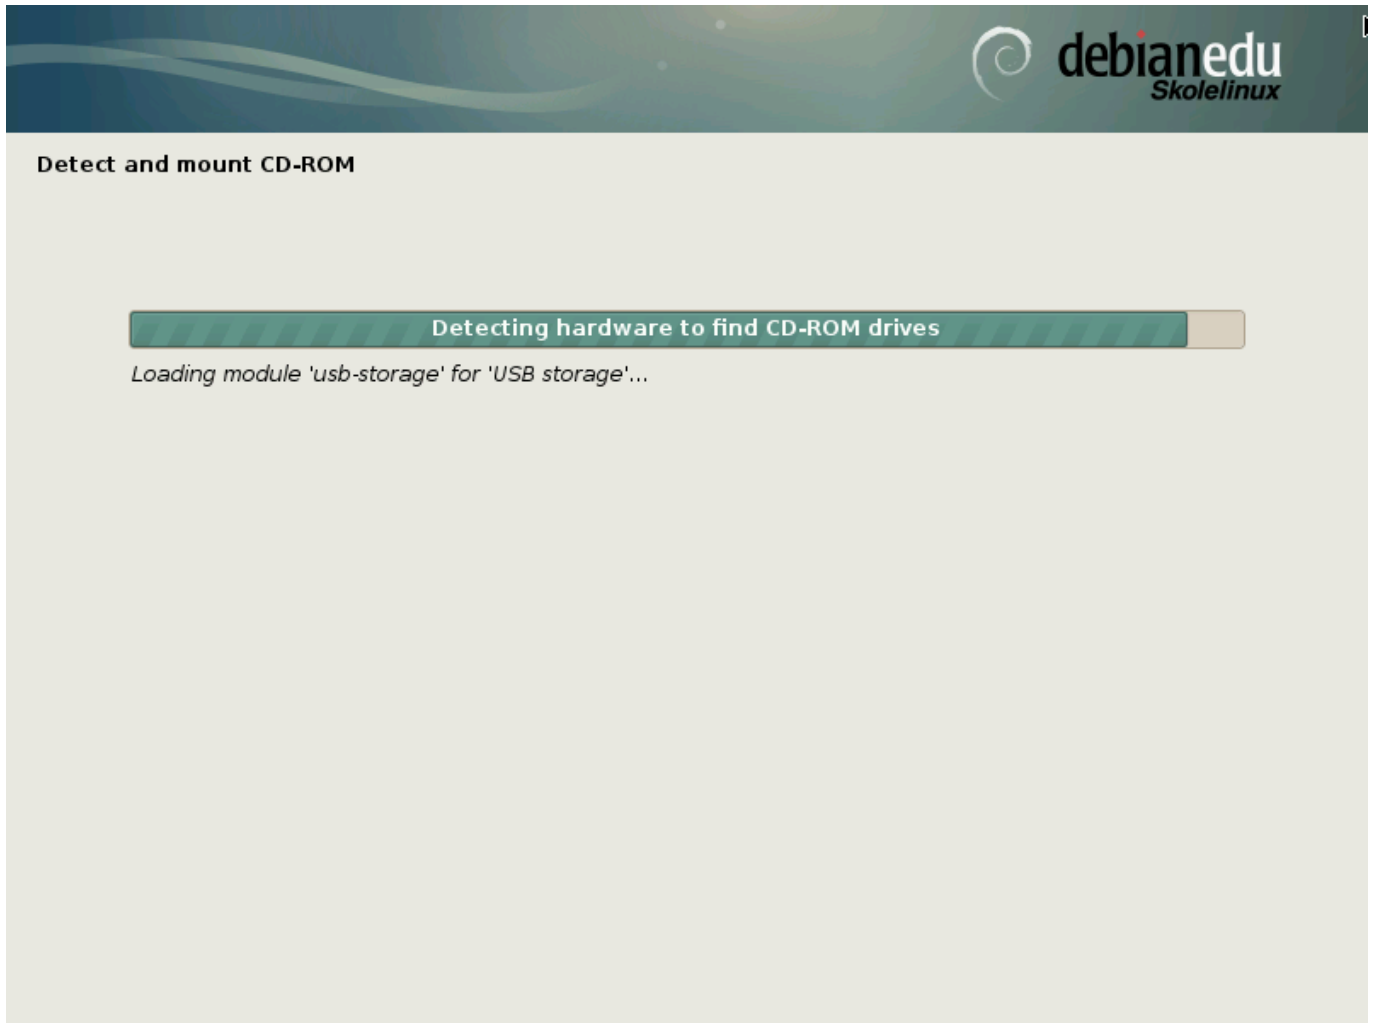 debianedu
Skolelinux
Detect and mount CD-ROM
Detecting hardware to find CD-ROM drives
Loading module 'usb-storage' for 'USB storage'...